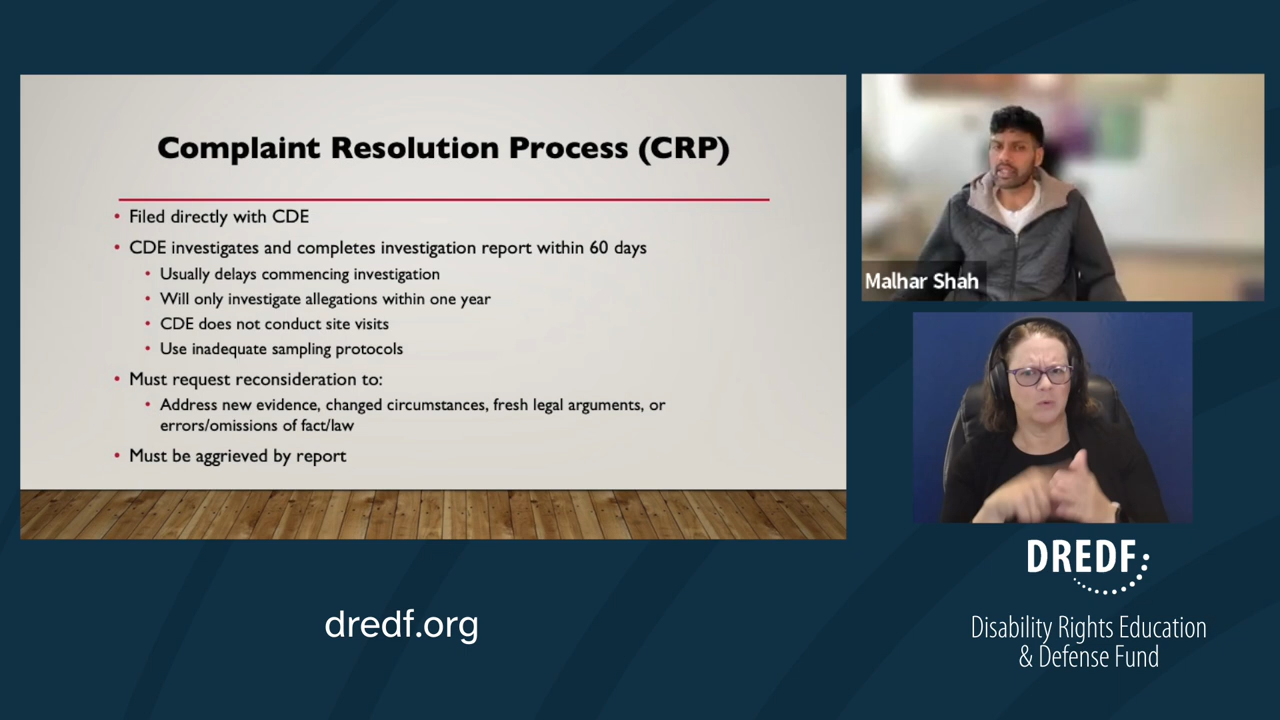 Complaint Resolution Process (CRP)
• Filed directly with CDE
• CDE investigates and completes investigation report within 60 days
• Usually delays commencing investigation
• Will only investigate allegations within one year
• CDE does not conduct site visits
• Use inadequate sampling protocols
• Must request reconsideration to:
• Address new evidence, changed circumstances, fresh legal arguments, or
errors/omissions of fact/law
• Must be aggrieved by report
Malhar Shah
dredf.org
DREDF
Disability Rights Education
& Defense Fund